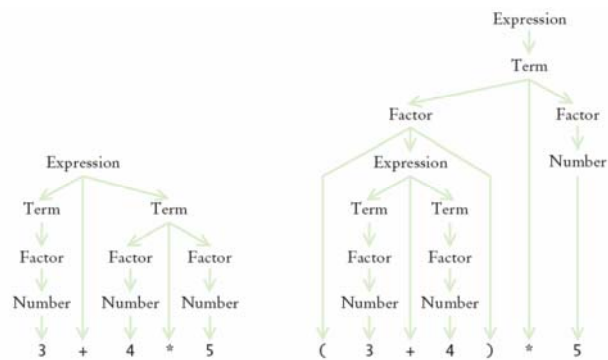 Expression
Term
Factor Factor
Expression Expression Number
Term Term Term Term
Factor Factor Factor Factor Factor
Number Number Number Number Number
3 + 4 * 5 ( 3 + 4 ) * 5